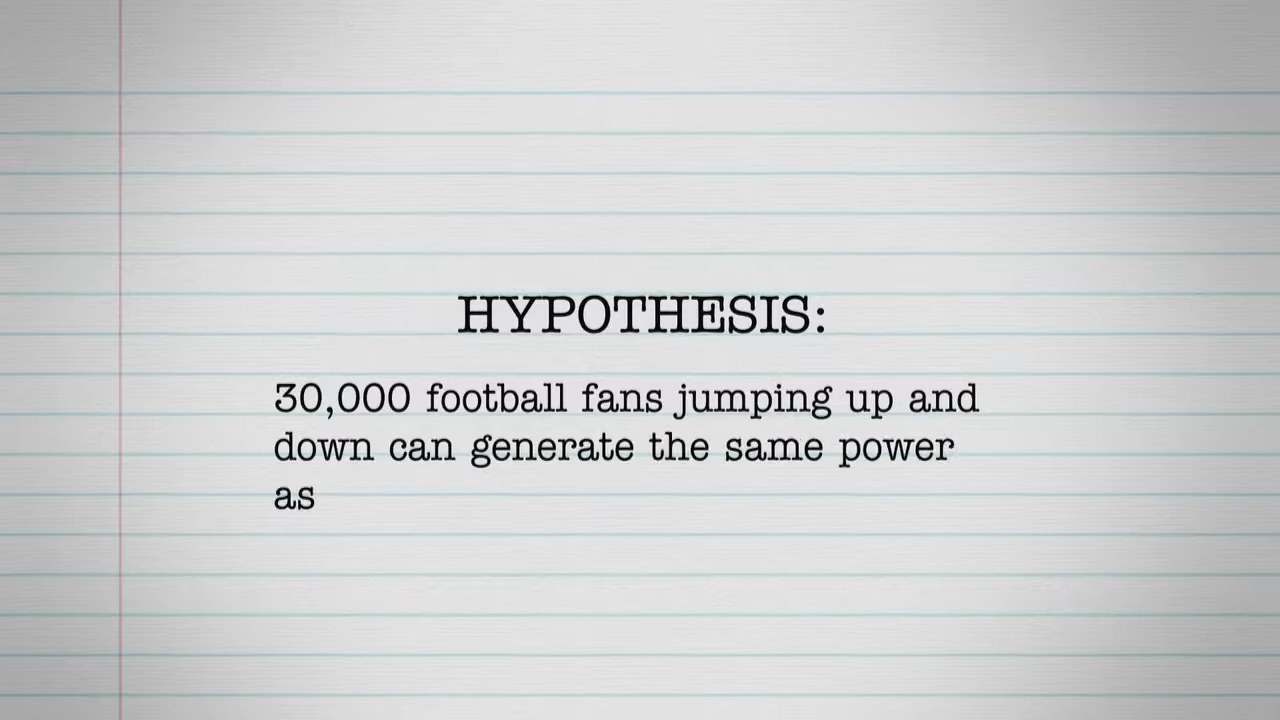 HYPOTHESIS:
30,000 football fans jumping up and
down can generate the same power
as